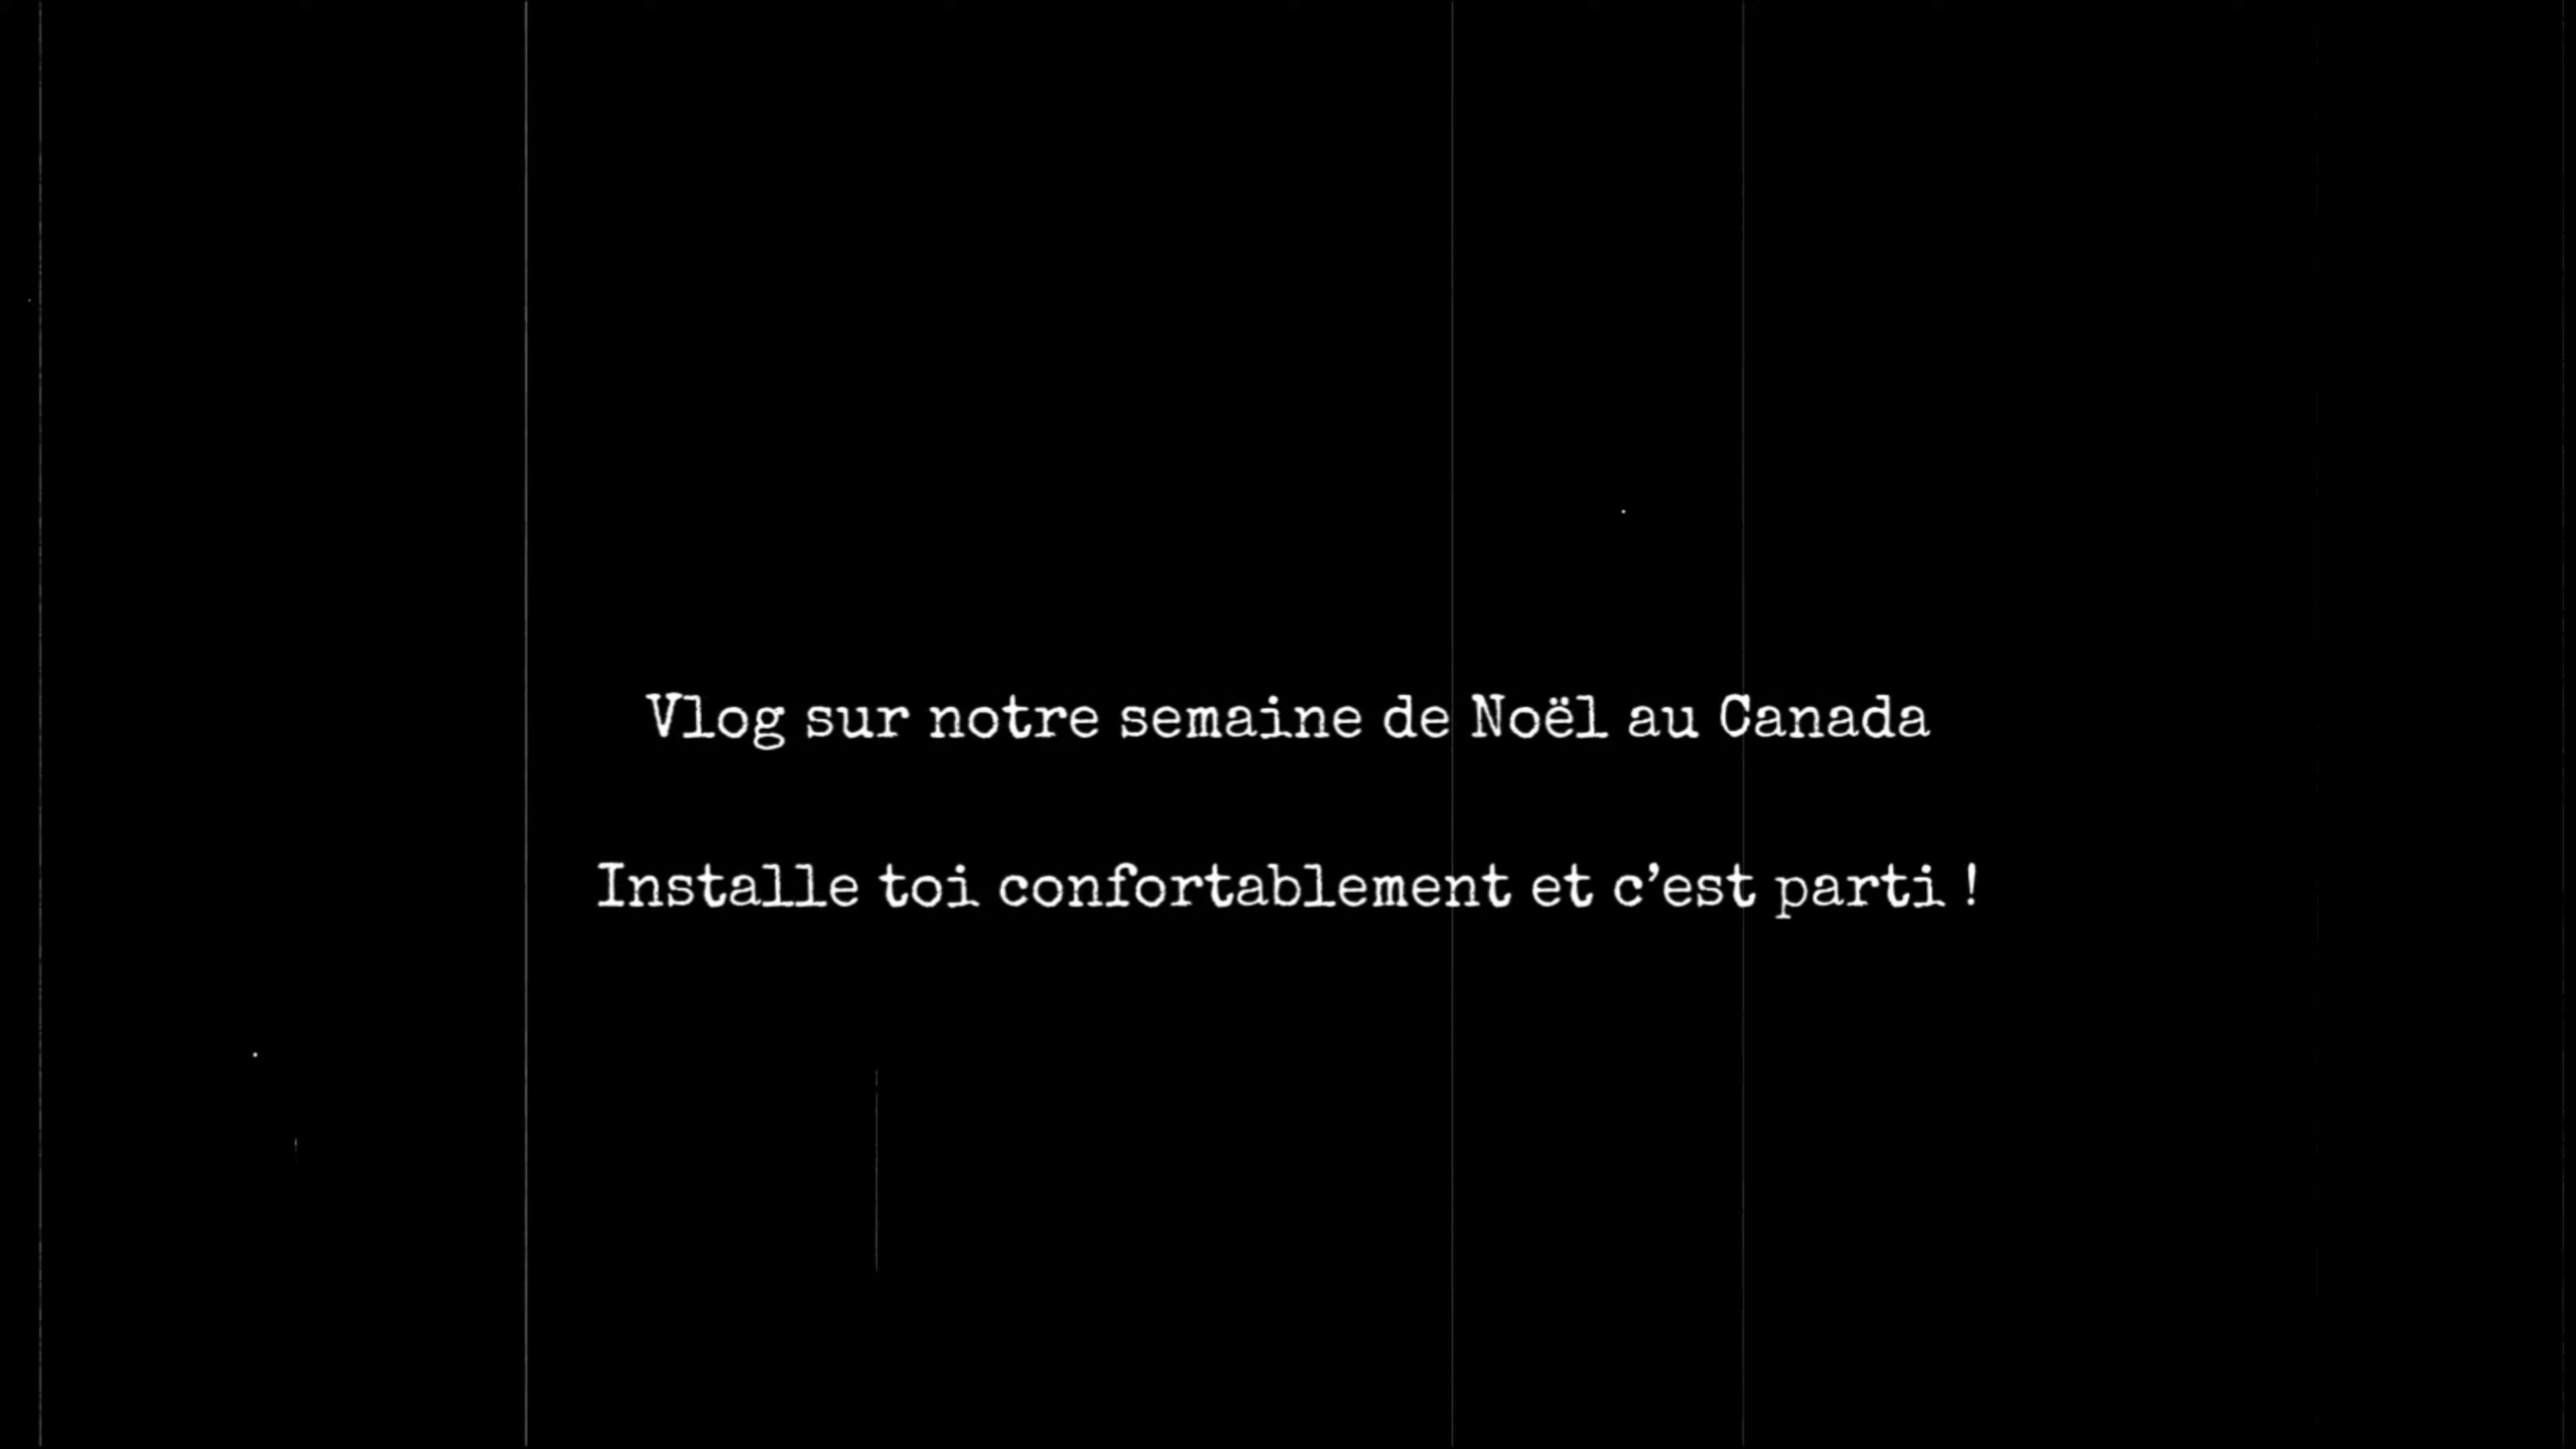 Vlog sur notre semaine de Noël au Canada
Installe toi confortablement et c’est parti !